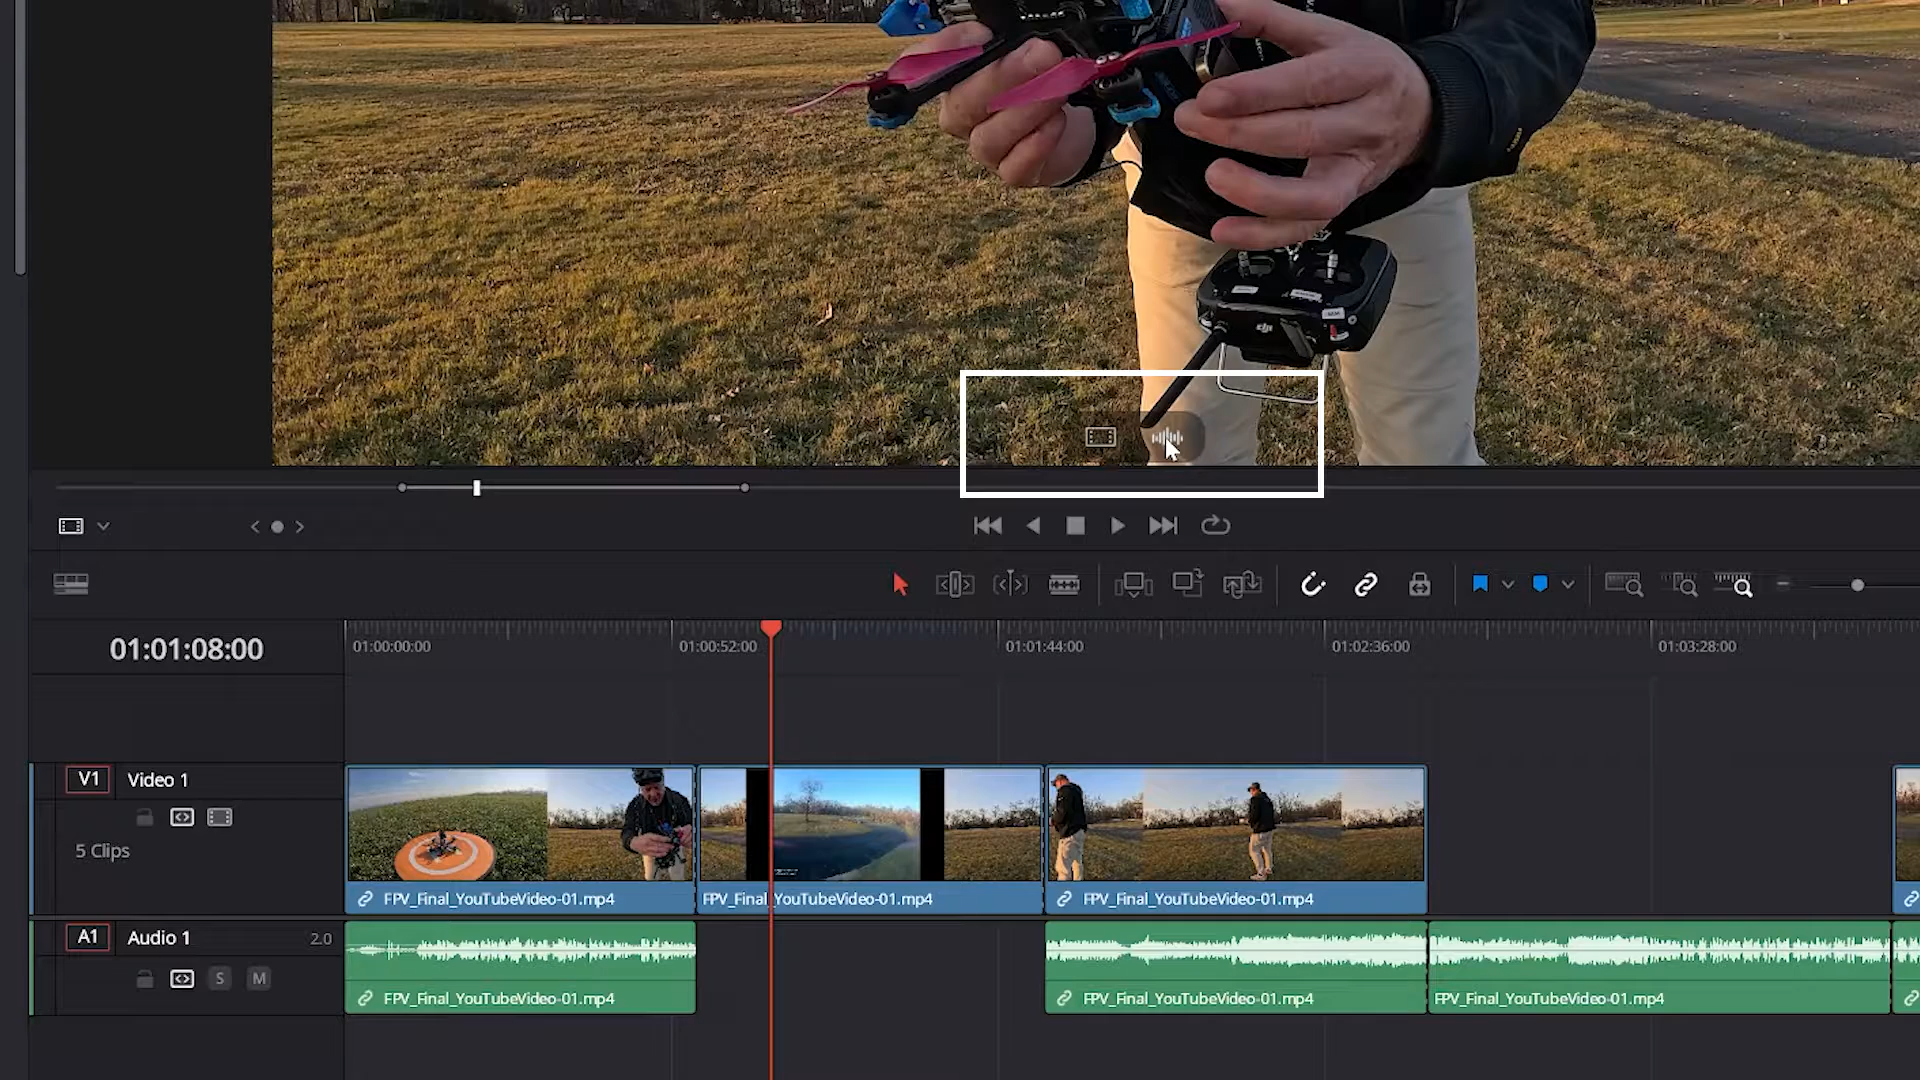 dji
01:01:08:00
01:00:00:00
01:00:52:00
01:01:44:00
01:02:36:00
01:03:28:00
V1 Video 1
5 Clips
FPV_Final_YouTubeVideo-01.mp4
FPV_Final_YouTubeVideo-01.mp4
FPV_Final_YouTubeVideo-01.mp4
A1 Audio 1 2.0
S M
FPV_Final_YouTubeVideo-01.mp4
FPV_Final_YouTubeVideo-01.mp4
FPV_Final_YouTubeVideo-01.mp4